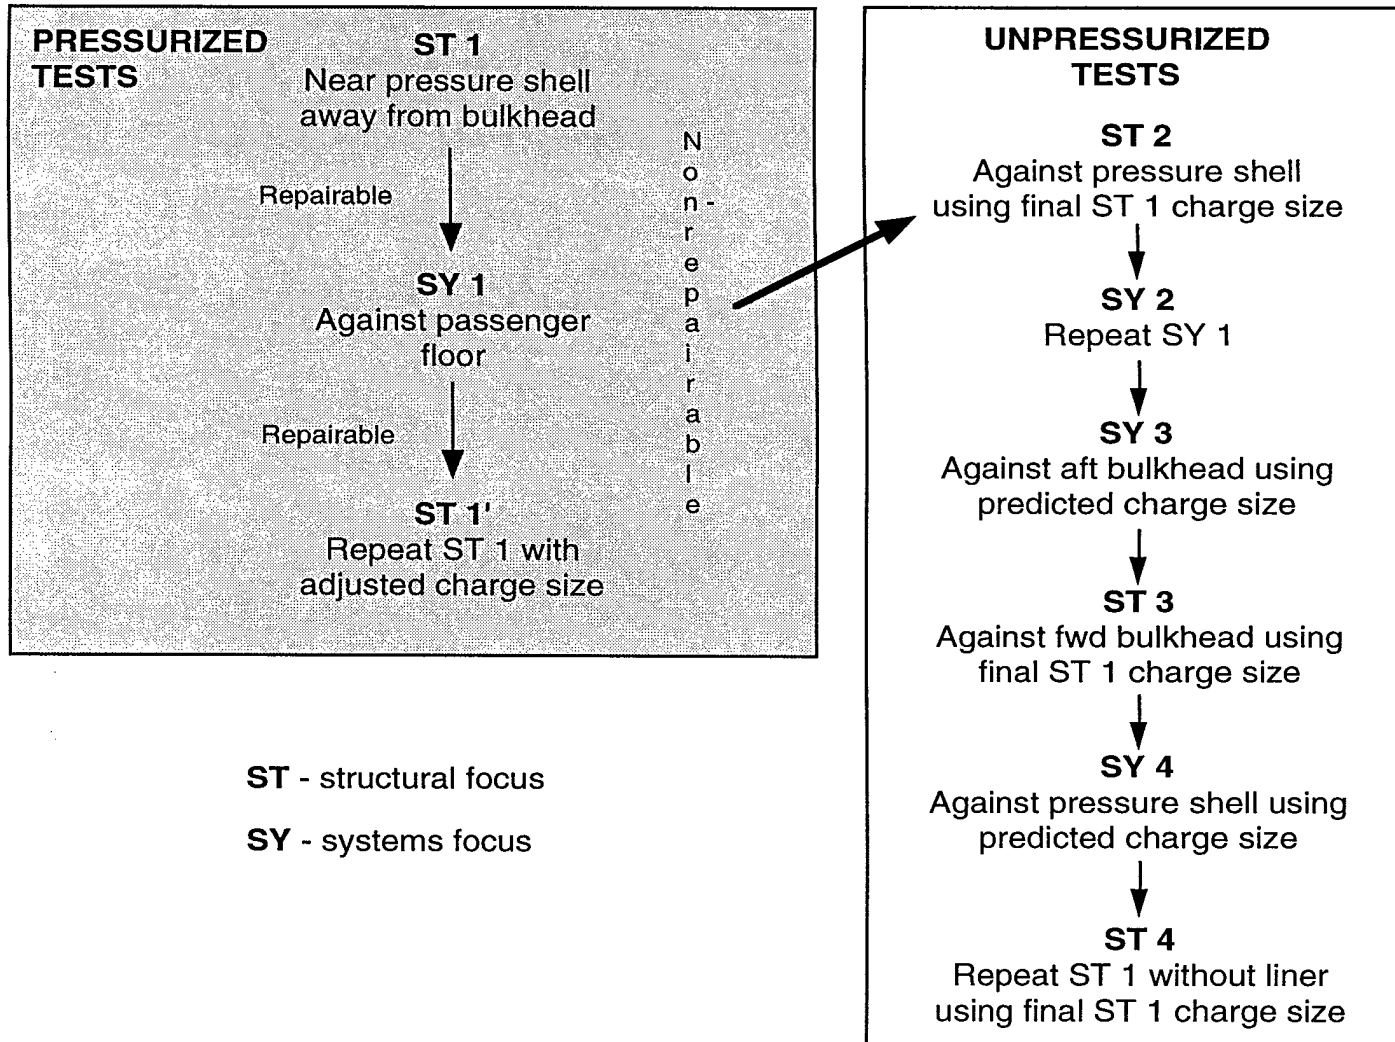 PRESSURIZED
TESTS
ST 1
Near pressure shell
away from bulkhead
Repairable
SY 1
Against passenger
floor
Repairable
ST 1'
Repeat ST 1 with
adjusted charge size
Non-repairable
ST - structural focus
SY - systems focus
UNPRESSURIZED
TESTS
ST 2
Against pressure shell
using final ST 1 charge size
SY 2
Repeat SY 1
SY 3
Against aft bulkhead using
predicted charge size
ST 3
Against fwd bulkhead using
final ST 1 charge size
SY 4
Against pressure shell using
predicted charge size
ST 4
Repeat ST 1 without liner
using final ST 1 charge size